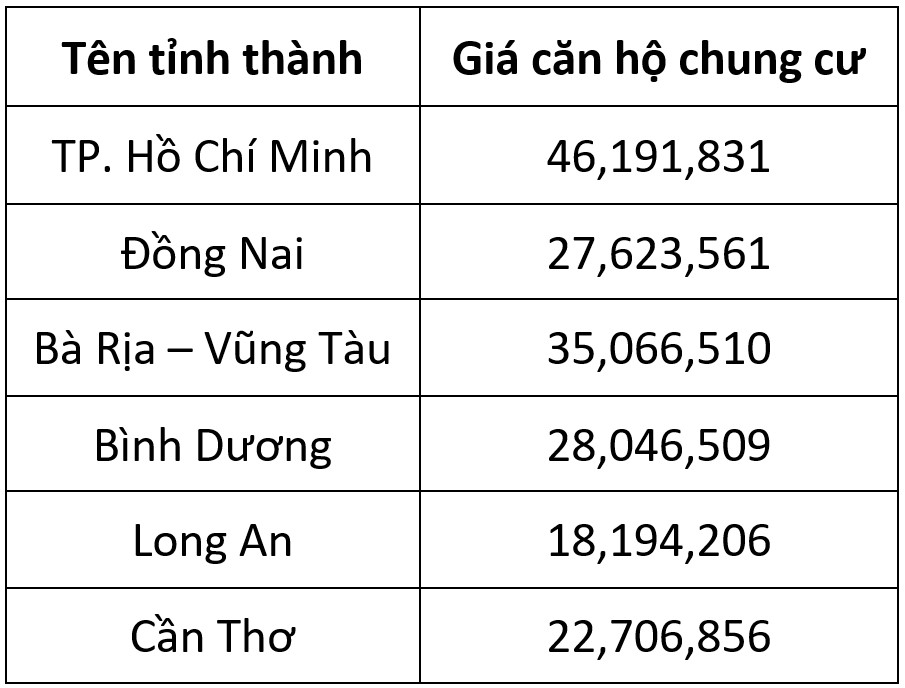 Tên tỉnh thành Giá căn hộ chung cư
TP. Hồ Chí Minh 46,191,831
Đồng Nai 27,623,561
Bà Rịa – Vũng Tàu 35,066,510
Bình Dương 28,046,509
Long An 18,194,206
Cần Thơ 22,706,856